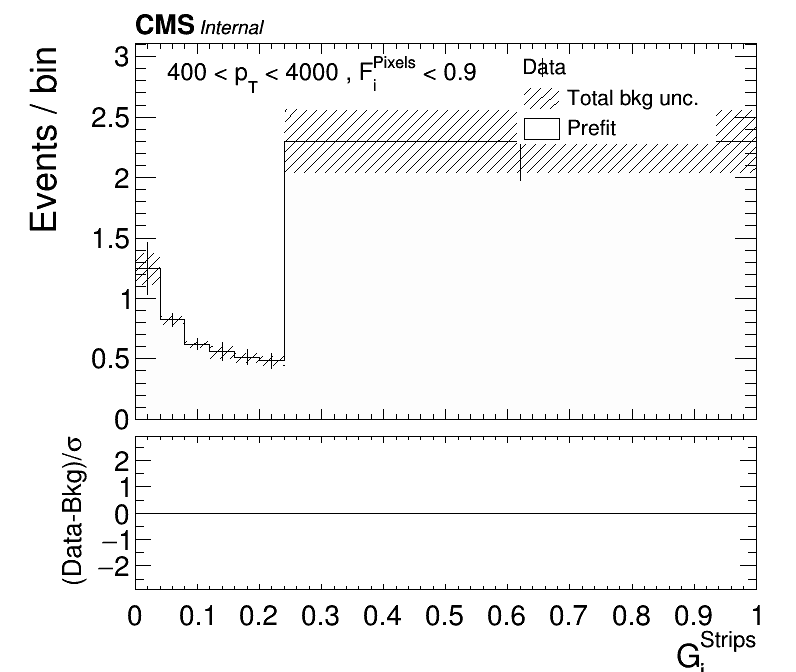 CMS Internal
Events / bin
400 < p_T < 4000 , F_i^Pixels < 0.9
Data
Total bkg unc.
Prefit
3
2.5
2
1.5
1
0.5
0
(Data-Bkg)/σ
2
1
0
−1
−2
0 0.1 0.2 0.3 0.4 0.5 0.6 0.7 0.8 0.9 1
G_i^Strips